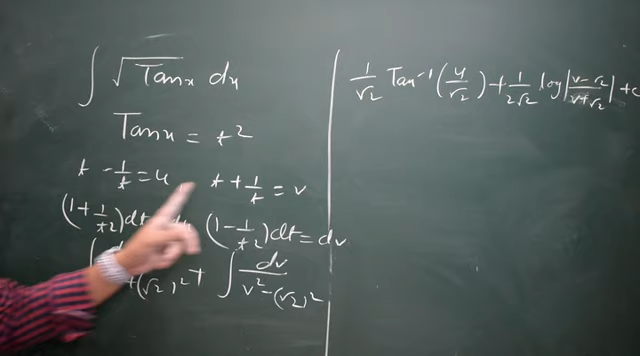 ∫ √Tanx dx
Tanx = t²
t - 1/t = u    t + 1/t = v
(1 + 1/t²)dt    (1 - 1/t²)dt = dv
+(√2)² + ∫ dv/(v² - (√2)²)
1/√2 Tan⁻¹(u/√2) + 1/2√2 log|(v-√2)/(v+√2)| + c